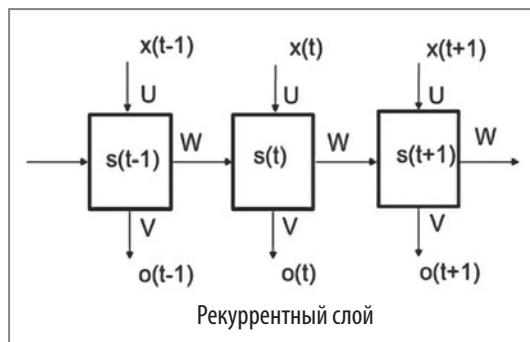 x(t-1) x(t) x(t+1)
U U U
s(t-1) W s(t) W s(t+1) W
V V V
o(t-1) o(t) o(t+1)
Рекуррентный слой